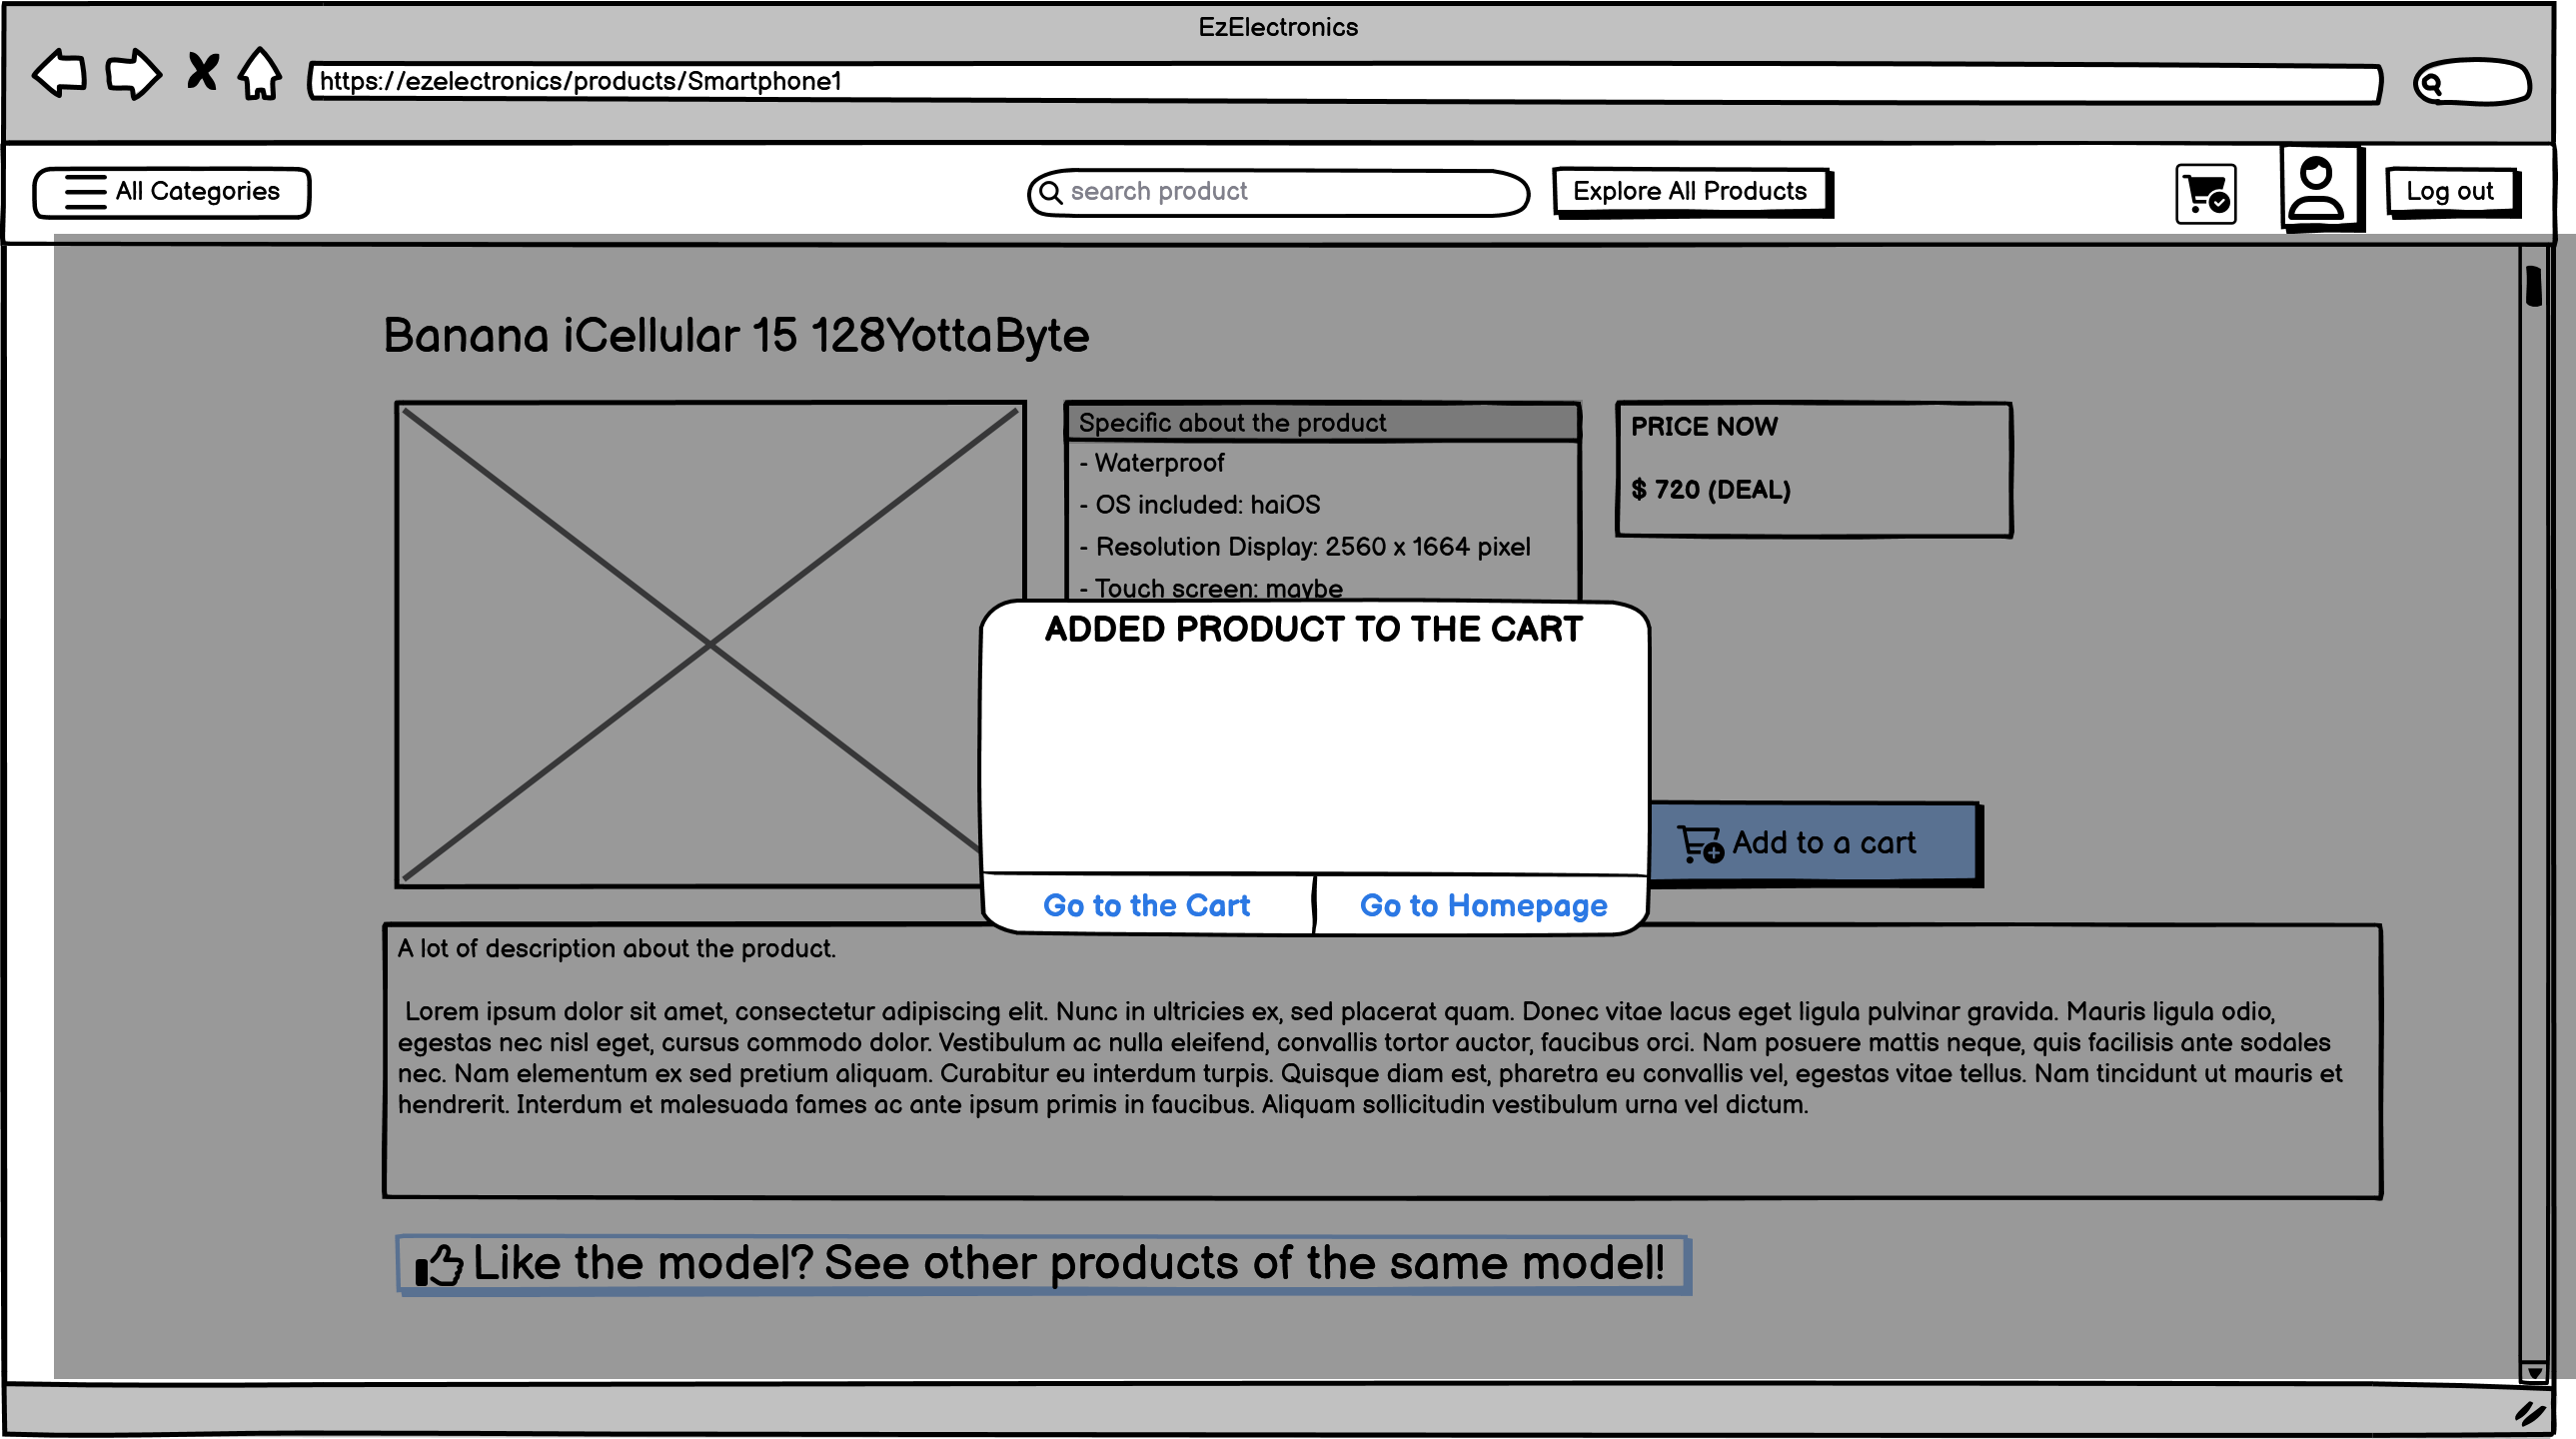 EzElectronics
https://ezelectronics/products/Smartphone1
All Categories
search product
Explore All Products
Log out
Banana iCellular 15 128YottaByte
Specific about the product
- Waterproof
- OS included: haiOS
- Resolution Display: 2560 x 1664 pixel
- Touch screen: maybe
PRICE NOW
$ 720 (DEAL)
ADDED PRODUCT TO THE CART
Add to a cart
Go to the Cart
Go to Homepage
A lot of description about the product.
Lorem ipsum dolor sit amet, consectetur adipiscing elit. Nunc in ultricies ex, sed placerat quam. Donec vitae lacus eget ligula pulvinar gravida. Mauris ligula odio,
egestas nec nisl eget, cursus commodo dolor. Vestibulum ac nulla eleifend, convallis tortor auctor, faucibus orci. Nam posuere mattis neque, quis facilisis ante sodales
nec. Nam elementum ex sed pretium aliquam. Curabitur eu interdum turpis. Quisque diam est, pharetra eu convallis vel, egestas vitae tellus. Nam tincidunt ut mauris et
hendrerit. Interdum et malesuada fames ac ante ipsum primis in faucibus. Aliquam sollicitudin vestibulum urna vel dictum.
Like the model? See other products of the same model!